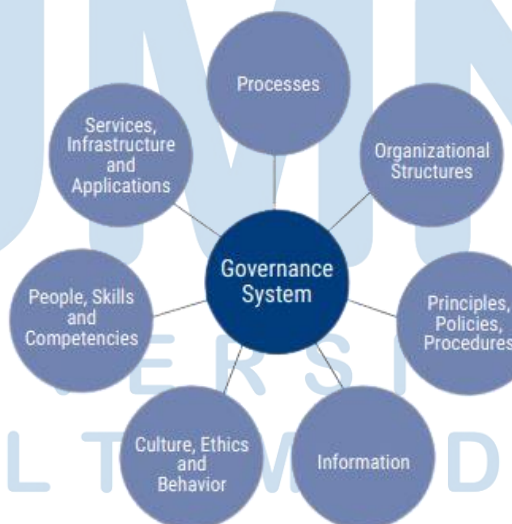 UMN
Processes
Services,
Infrastructure
and
Applications
Organizational
Structures
Governance
System
People, Skills
and
Competencies
Principles,
Policies,
Procedures
Culture, Ethics
and
Behavior
Information